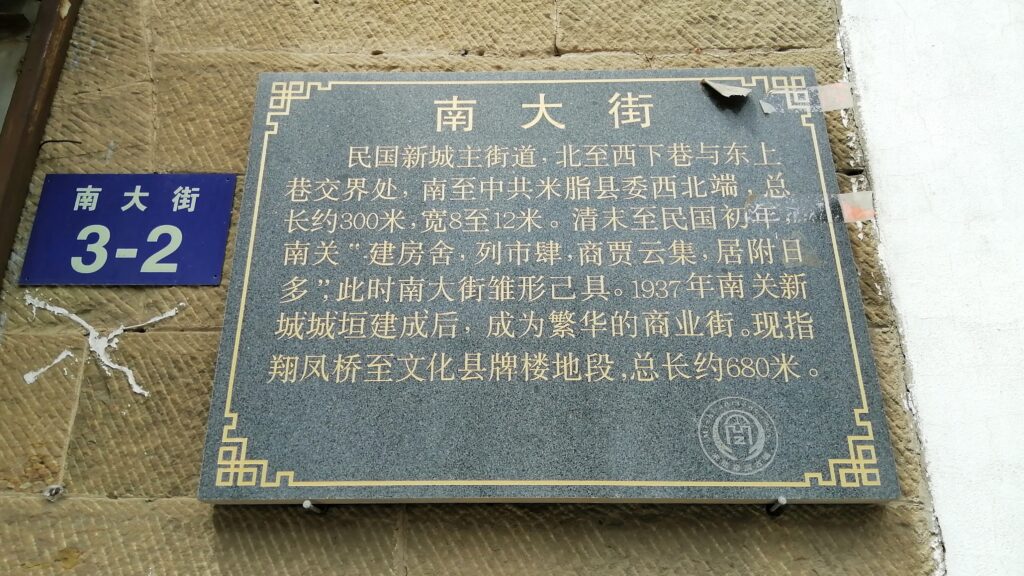 南大街
3-2
南大街
民国新城主街道，北至西下巷与东上
巷交界处，南至中共米脂县委西北端，总
长约300米，宽8至12米。清末至民国初年
南关"建房舍，列市肆，商贾云集，居附日
多"，此时南大街雏形已具。1937年南关新
城城垣建成后，成为繁华的商业街。现指
翔凤桥至文化县牌楼地段，总长约680米。